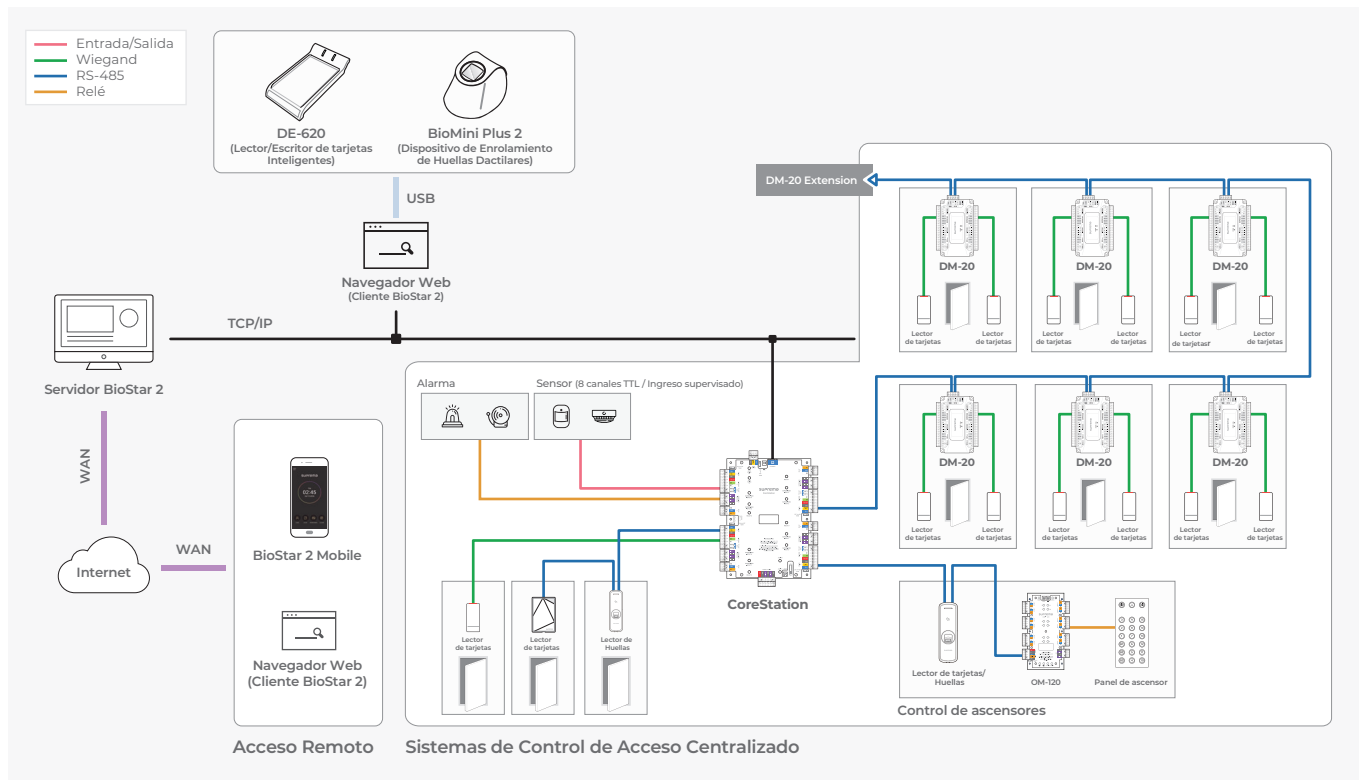 Entrada/Salida
Wiegand
RS-485
Relé
DE-620
(Lector/Escritor de tarjetas
Inteligentes)
BioMini Plus 2
(Dispositivo de Enrolamiento
de Huellas Dactilares)
USB
Navegador Web
(Cliente BioStar 2)
TCP/IP
Servidor BioStar 2
WAN
Internet
WAN
BioStar 2 Mobile
Navegador Web
(Cliente BioStar 2)
Acceso Remoto
DM-20 Extension
DM-20
Lector
de tarjetas
Lector
de tarjetas
DM-20
Lector
de tarjetas
Lector
de tarjetas
DM-20
Lector
de tarjetasf
Lector
de tarjetas
Alarma
Sensor (8 canales TTL / Ingreso supervisado)
DM-20
Lector
de tarjetas
Lector
de tarjetas
DM-20
Lector
de tarjetas
Lector
de tarjetas
DM-20
Lector
de tarjetas
Lector
de tarjetas
CoreStation
Lector
de tarjetas
Lector
de tarjetas
Lector de
Huellas
Lector de tarjetas/
Huellas
OM-120
Panel de ascensor
Control de ascensores
Sistemas de Control de Acceso Centralizado